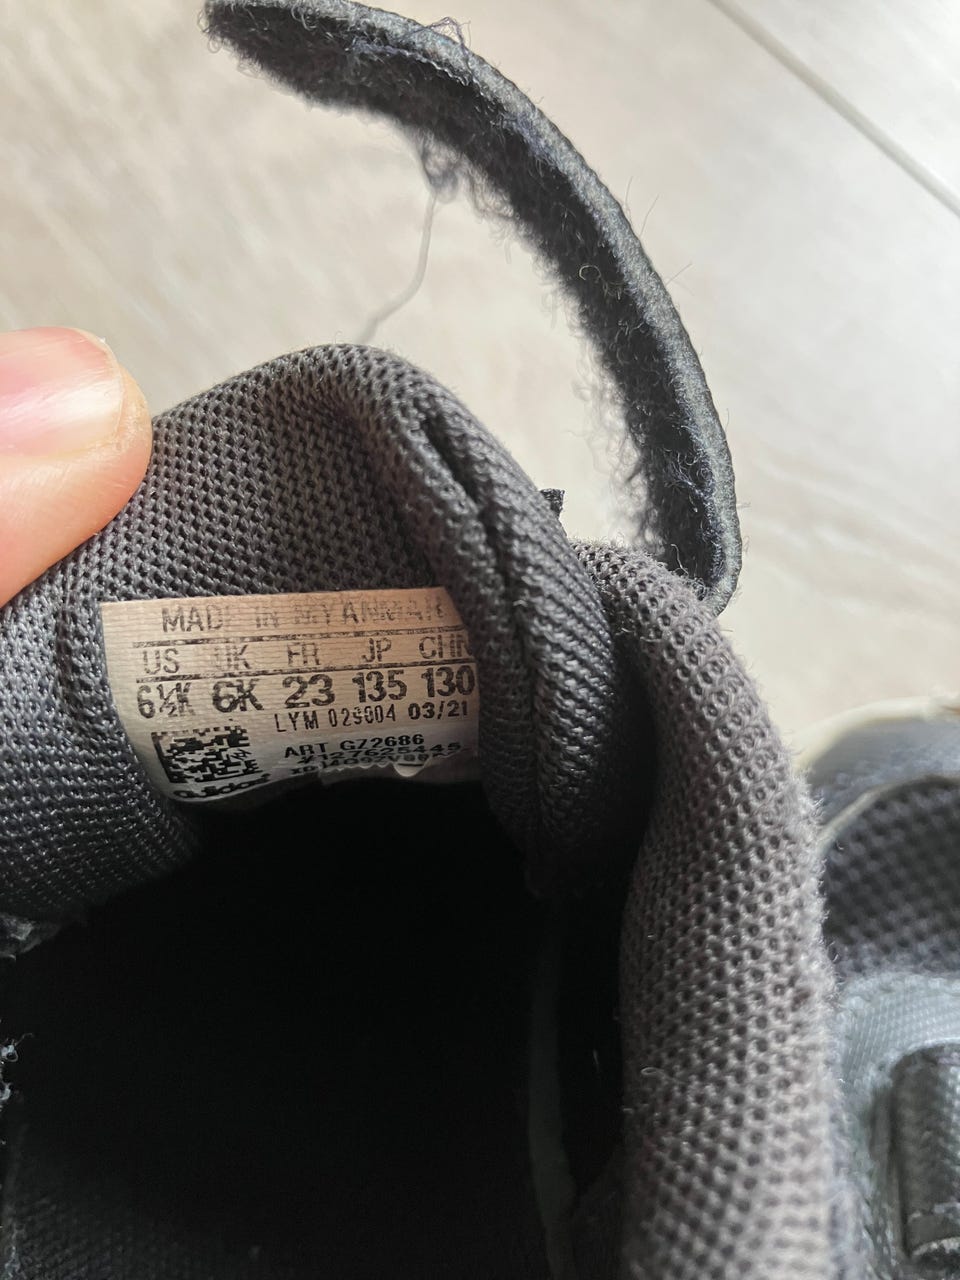 MADE IN MYANMAR
US UK FR JP CHN
6½K 6K 23 135 130
LYM 029004 03/21
ART GZ2686
adidas